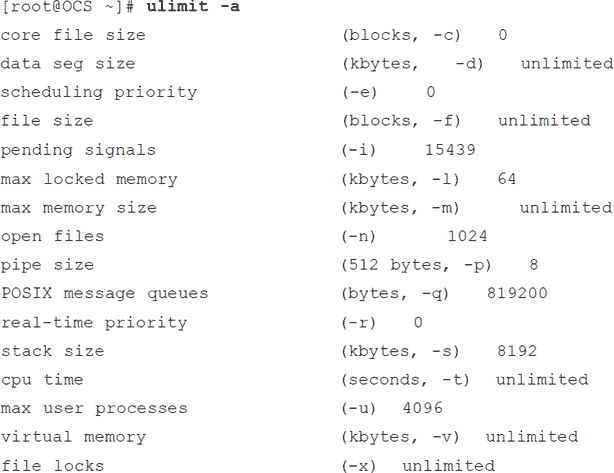 [root@OCS ~]# ulimit -a
core file size (blocks, -c) 0
data seg size (kbytes, -d) unlimited
scheduling priority (-e) 0
file size (blocks, -f) unlimited
pending signals (-i) 15439
max locked memory (kbytes, -l) 64
max memory size (kbytes, -m) unlimited
open files (-n) 1024
pipe size (512 bytes, -p) 8
POSIX message queues (bytes, -q) 819200
real-time priority (-r) 0
stack size (kbytes, -s) 8192
cpu time (seconds, -t) unlimited
max user processes (-u) 4096
virtual memory (kbytes, -v) unlimited
file locks (-x) unlimited